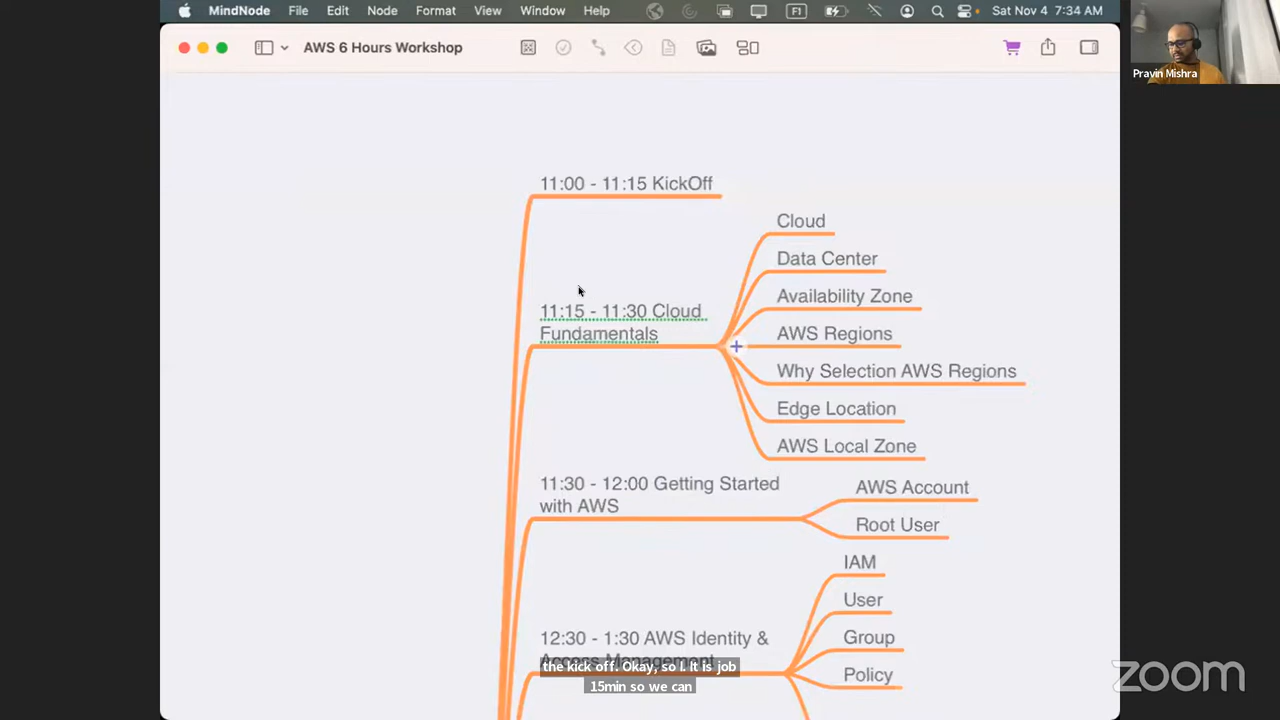 MindNode File Edit Node Format View Window Help Sat Nov 4 7:34 AM
AWS 6 Hours Workshop
Pravin Mishra
11:00 - 11:15 KickOff
11:15 - 11:30 Cloud
Fundamentals
Cloud
Data Center
Availability Zone
AWS Regions
Why Selection AWS Regions
Edge Location
AWS Local Zone
11:30 - 12:00 Getting Started
with AWS
AWS Account
Root User
12:30 - 1:30 AWS Identity &
Access Management
IAM
User
Group
Policy
the kick off. Okay, so I. It is job
15min so we can
zoom